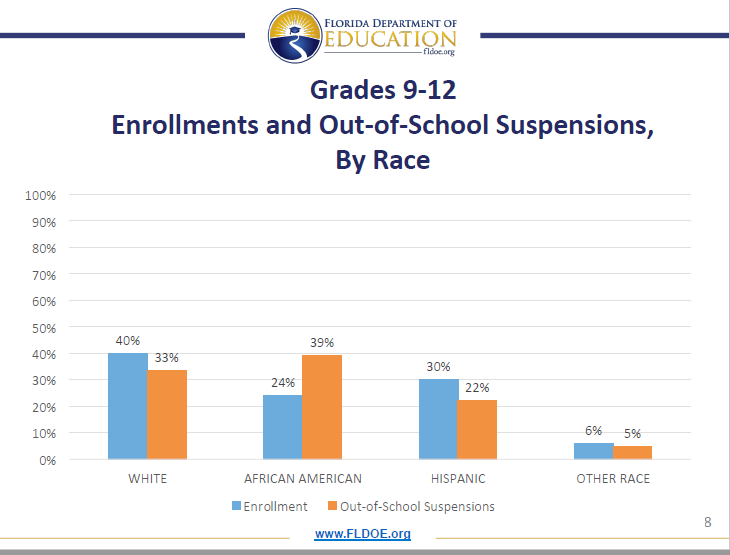 FLORIDA DEPARTMENT OF
EDUCATION
fldoe.org
Grades 9-12
Enrollments and Out-of-School Suspensions,
By Race
100%
90%
80%
70%
60%
50%
40%
30%
20%
10%
0%
40%
33%
24%
39%
30%
22%
6%
5%
WHITE
AFRICAN AMERICAN
HISPANIC
OTHER RACE
Enrollment
Out-of-School Suspensions
8
www.FLDOE.org